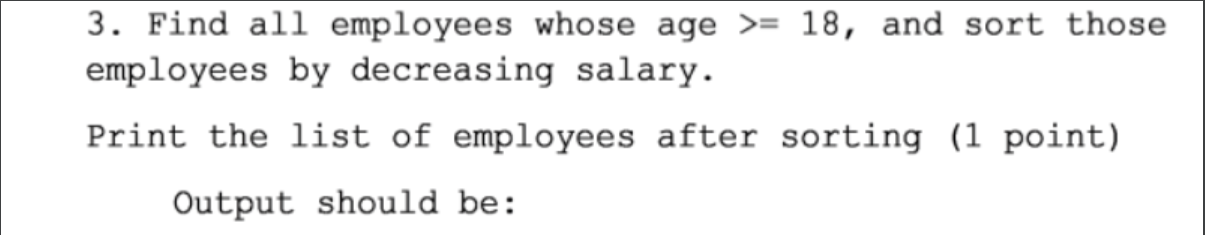 3. Find all employees whose age >= 18, and sort those
employees by decreasing salary.
Print the list of employees after sorting (1 point)
Output should be: